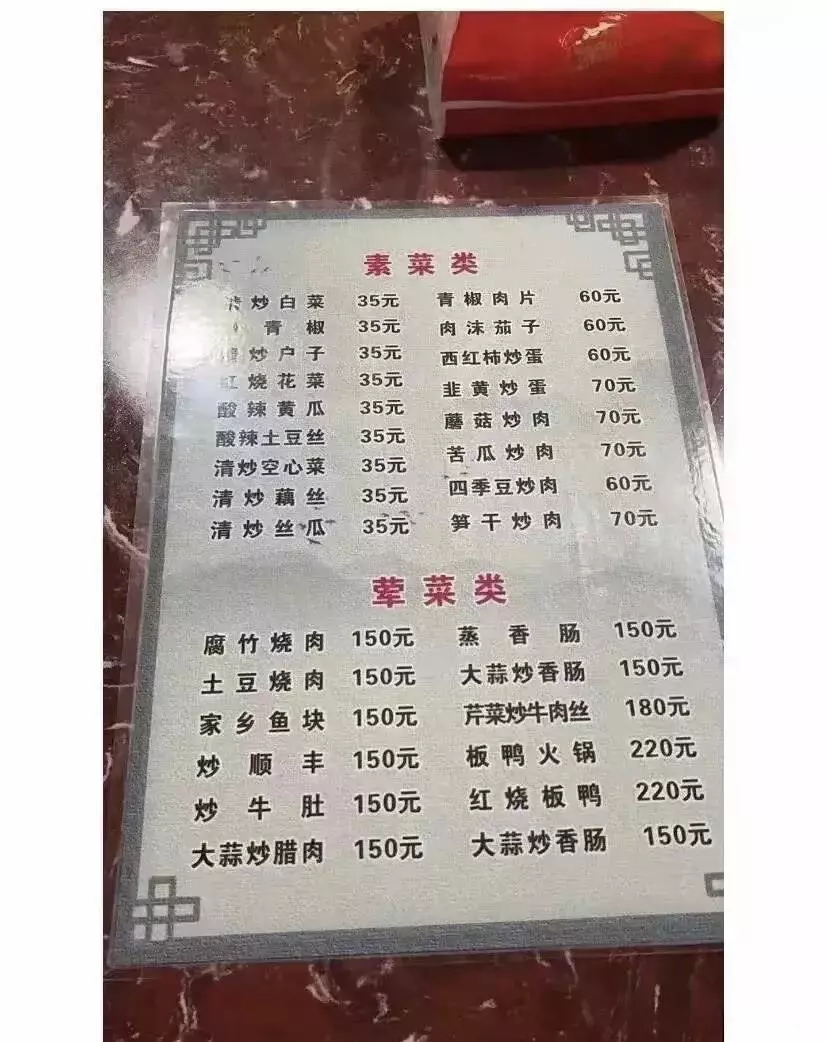 素菜类
炒白菜 35元 青椒肉片 60元
青椒 35元 肉沫茄子 60元
炒户子 35元 西红柿炒蛋 60元
红烧花菜 35元 韭黄炒蛋 70元
酸辣黄瓜 35元 蘑菇炒肉 70元
酸辣土豆丝 35元 苦瓜炒肉 70元
清炒空心菜 35元 四季豆炒肉 60元
清炒藕丝 35元 笋干炒肉 70元
清炒丝瓜 35元
荤菜类
腐竹烧肉 150元 蒸香肠 150元
土豆烧肉 150元 大蒜炒香肠 150元
家乡鱼块 150元 芹菜炒牛肉丝 180元
炒顺丰 150元 板鸭火锅 220元
炒牛肚 150元 红烧板鸭 220元
大蒜炒腊肉 150元 大蒜炒香肠 150元